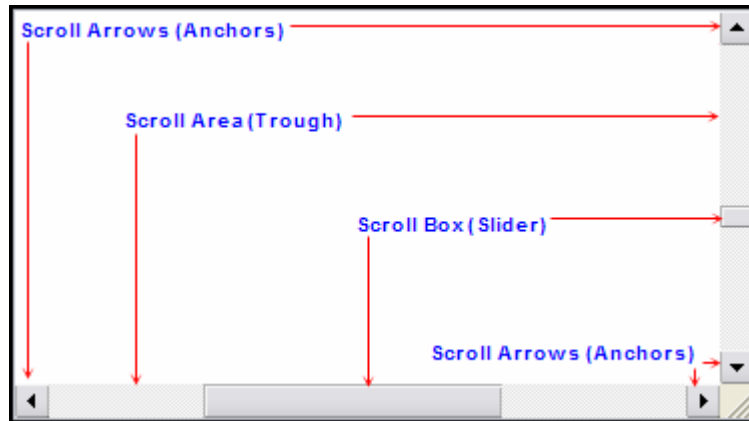 Scroll Arrows (Anchors)
Scroll Area (Trough)
Scroll Box (Slider)
Scroll Arrows (Anchors)